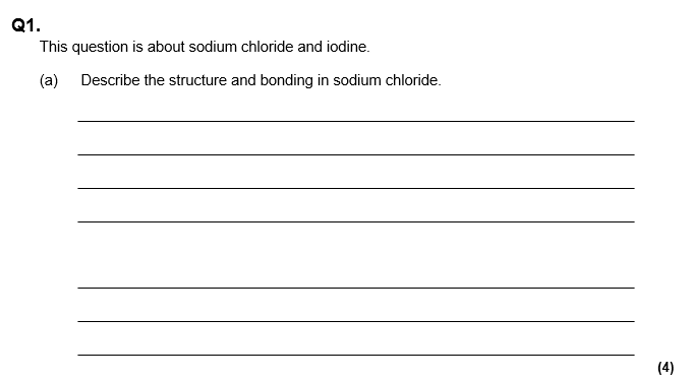 Q1.
This question is about sodium chloride and iodine.
(a) Describe the structure and bonding in sodium chloride.
(4)